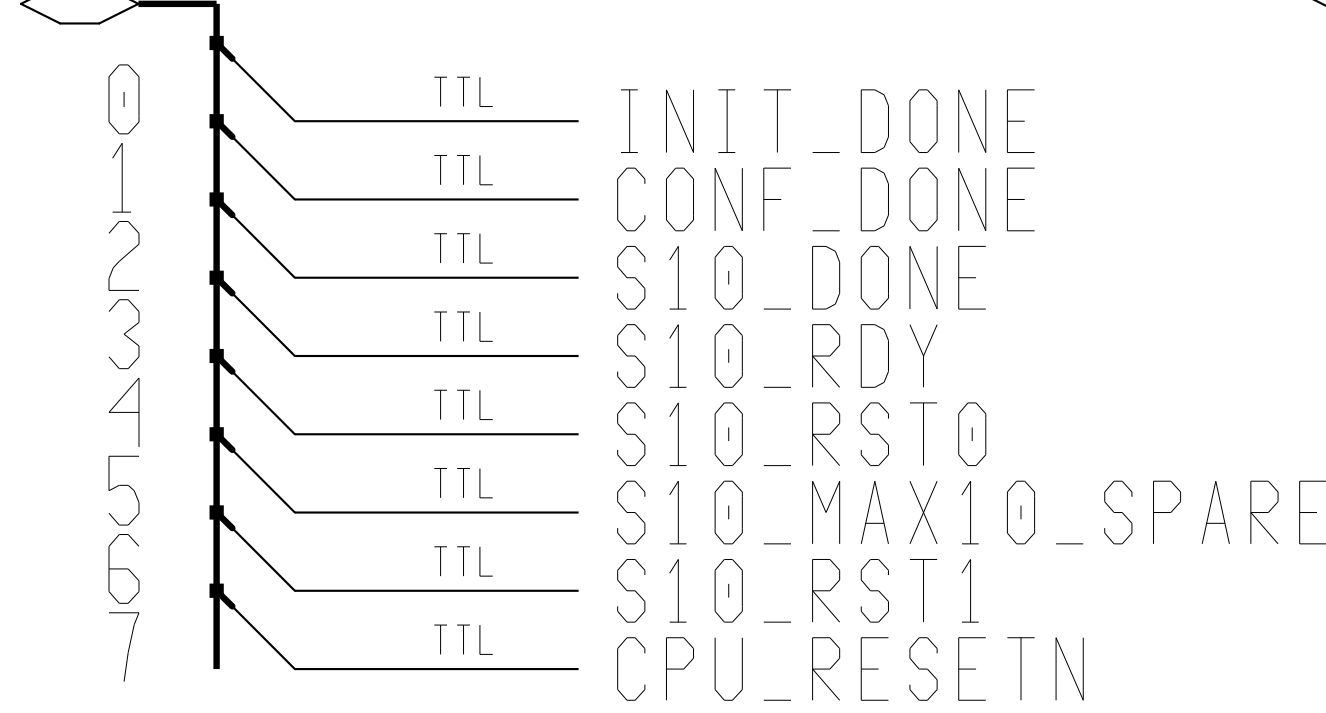 0 TTL INIT_DONE
1 TTL CONF_DONE
2 TTL S10_DONE
3 TTL S10_RDY
4 TTL S10_RST0
5 TTL S10_MAX10_SPARE
6 TTL S10_RST1
7 TTL CPU_RESETN